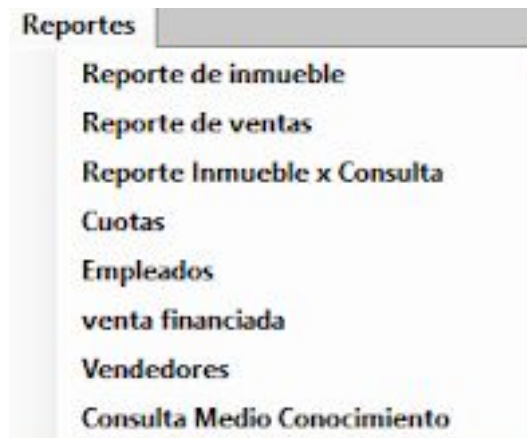 Reportes
Reporte de inmueble
Reporte de ventas
Reporte Inmueble x Consulta
Cuotas
Empleados
venta financiada
Vendedores
Consulta Medio Conocimiento